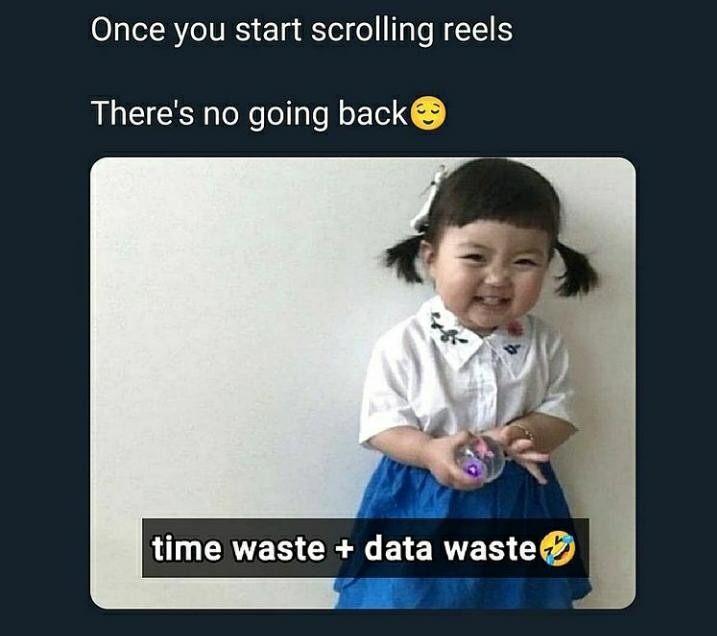 Once you start scrolling reels
There's no going back😌
time waste + data waste🤣